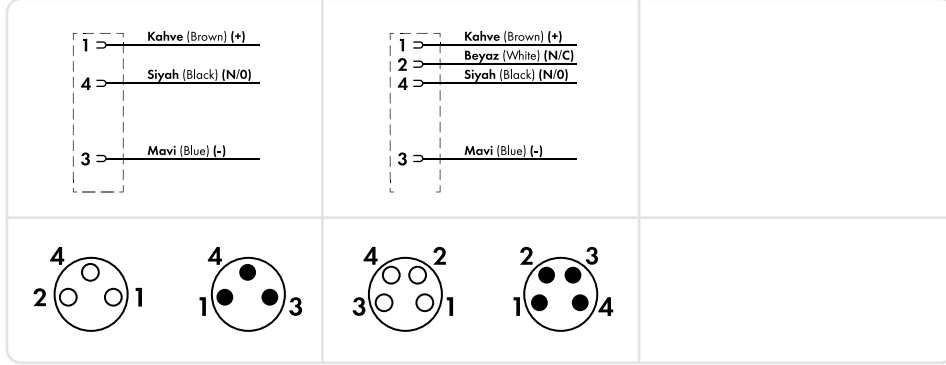 1 Kahve (Brown) (+)
4 Siyah (Black) (N/0)
3 Mavi (Blue) (-)
1 Kahve (Brown) (+)
2 Beyaz (White) (N/C)
4 Siyah (Black) (N/0)
3 Mavi (Blue) (-)
4
2 1
4
1 3
4 2
3 1
2 3
1 4